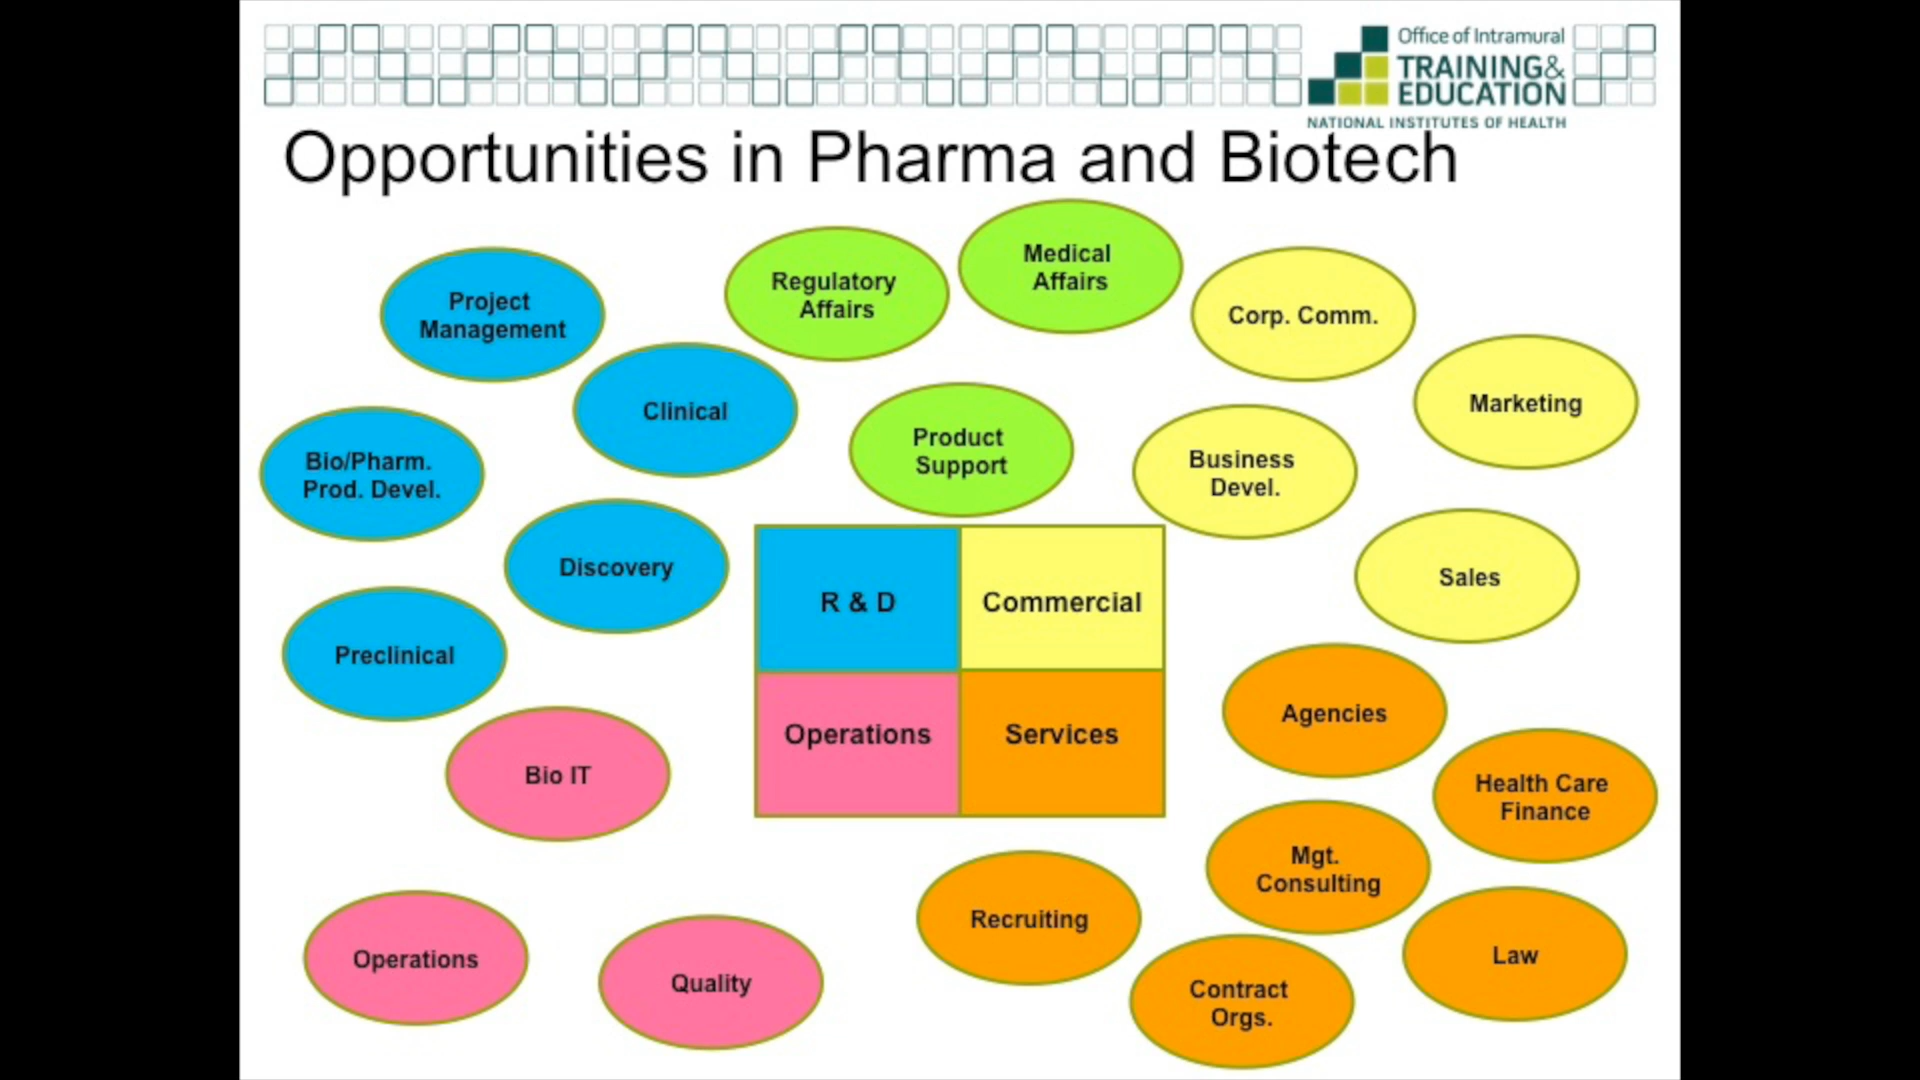 Office of Intramural
TRAINING&
EDUCATION
NATIONAL INSTITUTES OF HEALTH
Opportunities in Pharma and Biotech
Project
Management
Regulatory
Affairs
Medical
Affairs
Corp. Comm.
Marketing
Clinical
Product
Support
Business
Devel.
Bio/Pharm.
Prod. Devel.
Discovery
Sales
Preclinical
R & D
Commercial
Operations
Services
Bio IT
Agencies
Health Care
Finance
Mgt.
Consulting
Recruiting
Law
Operations
Quality
Contract
Orgs.